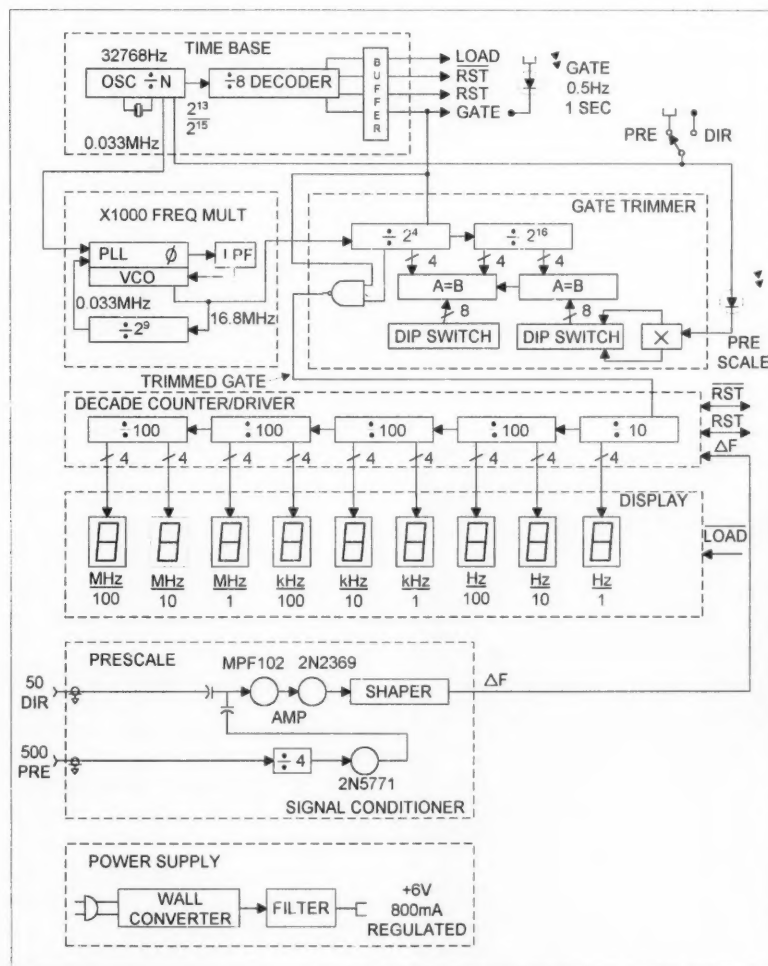 TIME BASE
32768Hz
OSC ÷N
÷8 DECODER
BUFFER
LOAD
RST
RST
GATE
GATE
0.5Hz
1 SEC
2¹³
2¹⁵
0.033MHz
PRE
DIR
X1000 FREQ MULT
GATE TRIMMER
PLL Ø
LPF
VCO
0.033MHz
÷2⁹
16.8MHz
÷ 2⁴
÷ 2¹⁶
4 4 4
A=B
A=B
8 8
DIP SWITCH
DIP SWITCH
X
PRE
SCALE
TRIMMED GATE
DECADE COUNTER/DRIVER
RST
RST
ΔF
÷100 ÷100 ÷100 ÷100 ÷10
4 4 4 4 4 4 4 4 4
DISPLAY
LOAD
MHz MHz MHz kHz kHz kHz Hz Hz Hz
100 10 1 100 10 1 100 10 1
PRESCALE
MPF102 2N2369
50
DIR
SHAPER
ΔF
AMP
500
PRE
÷ 4
2N5771
SIGNAL CONDITIONER
POWER SUPPLY
WALL
CONVERTER
FILTER
+6V
800mA
REGULATED